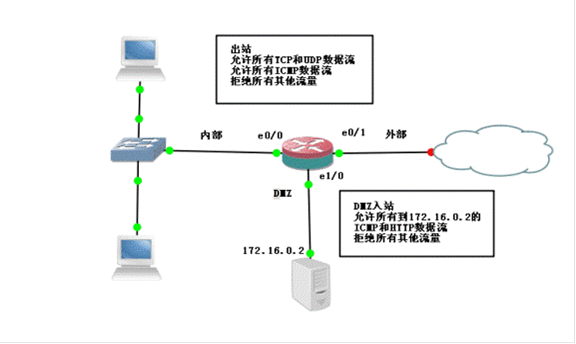 出站
允许所有TCP和UDP数据流
允许所有ICMP数据流
拒绝所有其他流量
内部
e0/0
e0/1
外部
e1/0
DMZ
DMZ入站
允许所有到172.16.0.2的
ICMP和HTTP数据流
拒绝所有其他流量
172.16.0.2